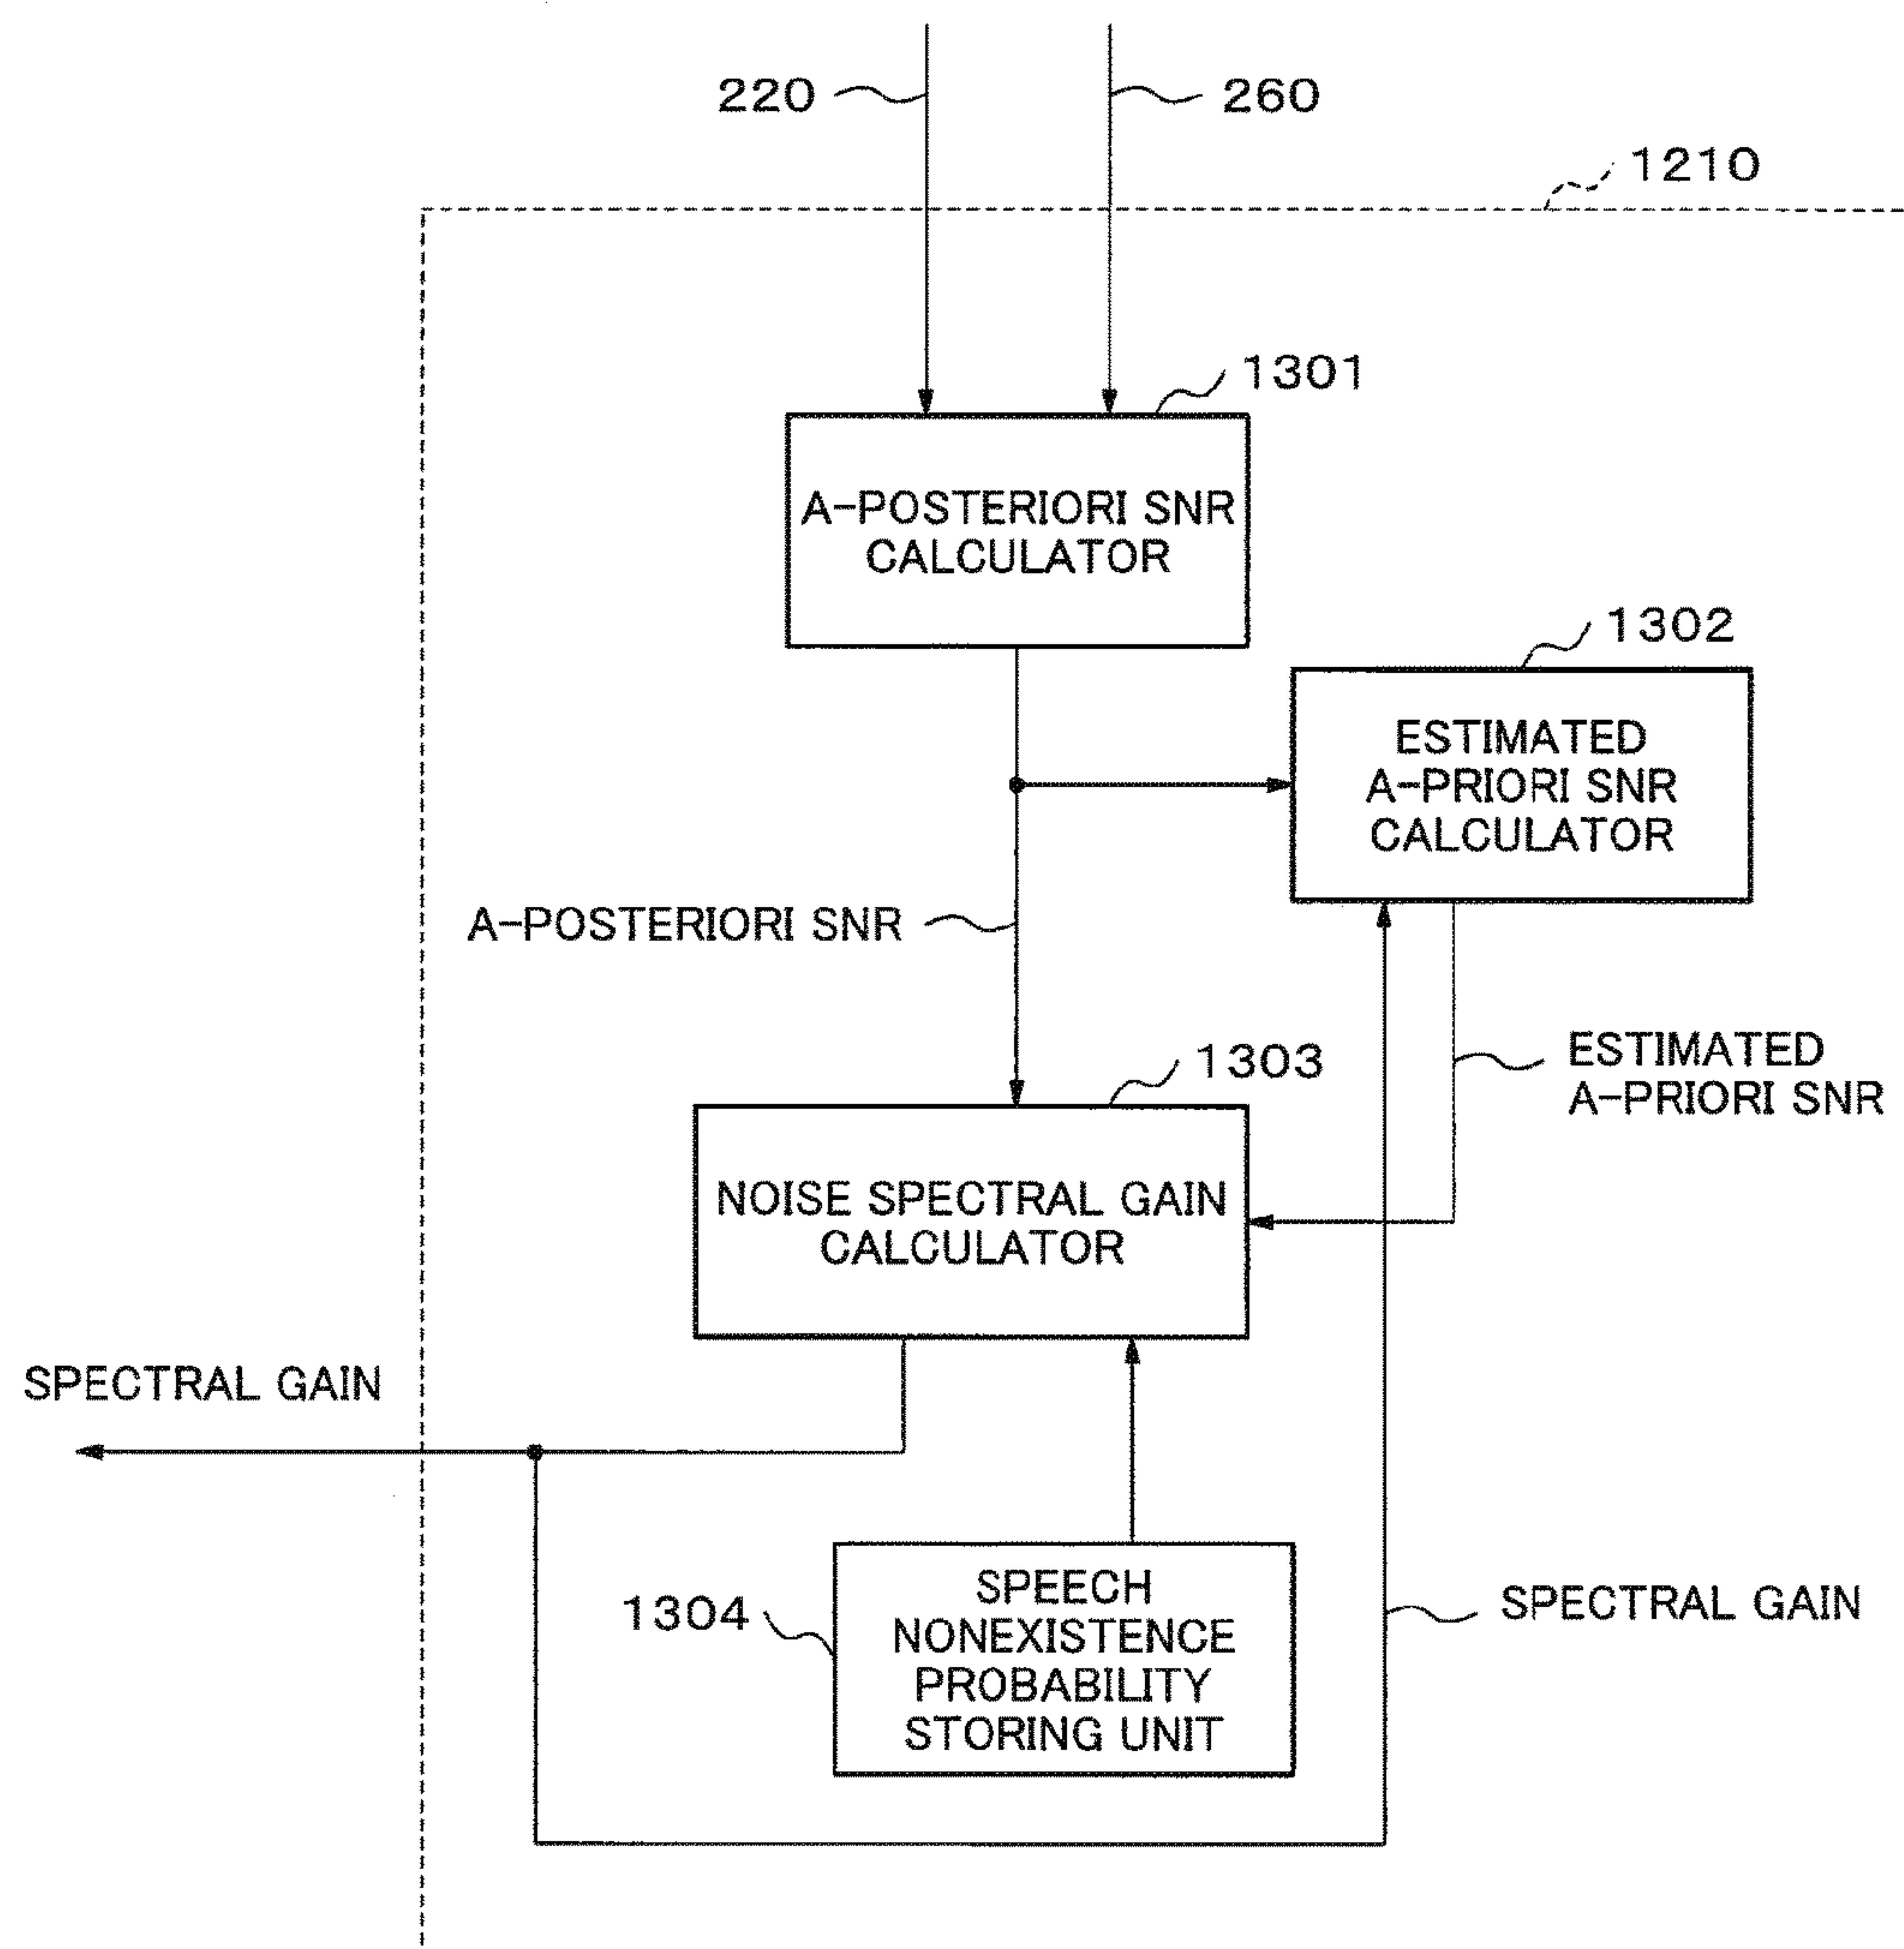 220
260
1210
1301
A-POSTERIORI SNR
CALCULATOR
1302
ESTIMATED
A-PRIORI SNR
CALCULATOR
A-POSTERIORI SNR
ESTIMATED
A-PRIORI SNR
1303
NOISE SPECTRAL GAIN
CALCULATOR
SPECTRAL GAIN
1304
SPEECH
NONEXISTENCE
PROBABILITY
STORING UNIT
SPECTRAL GAIN